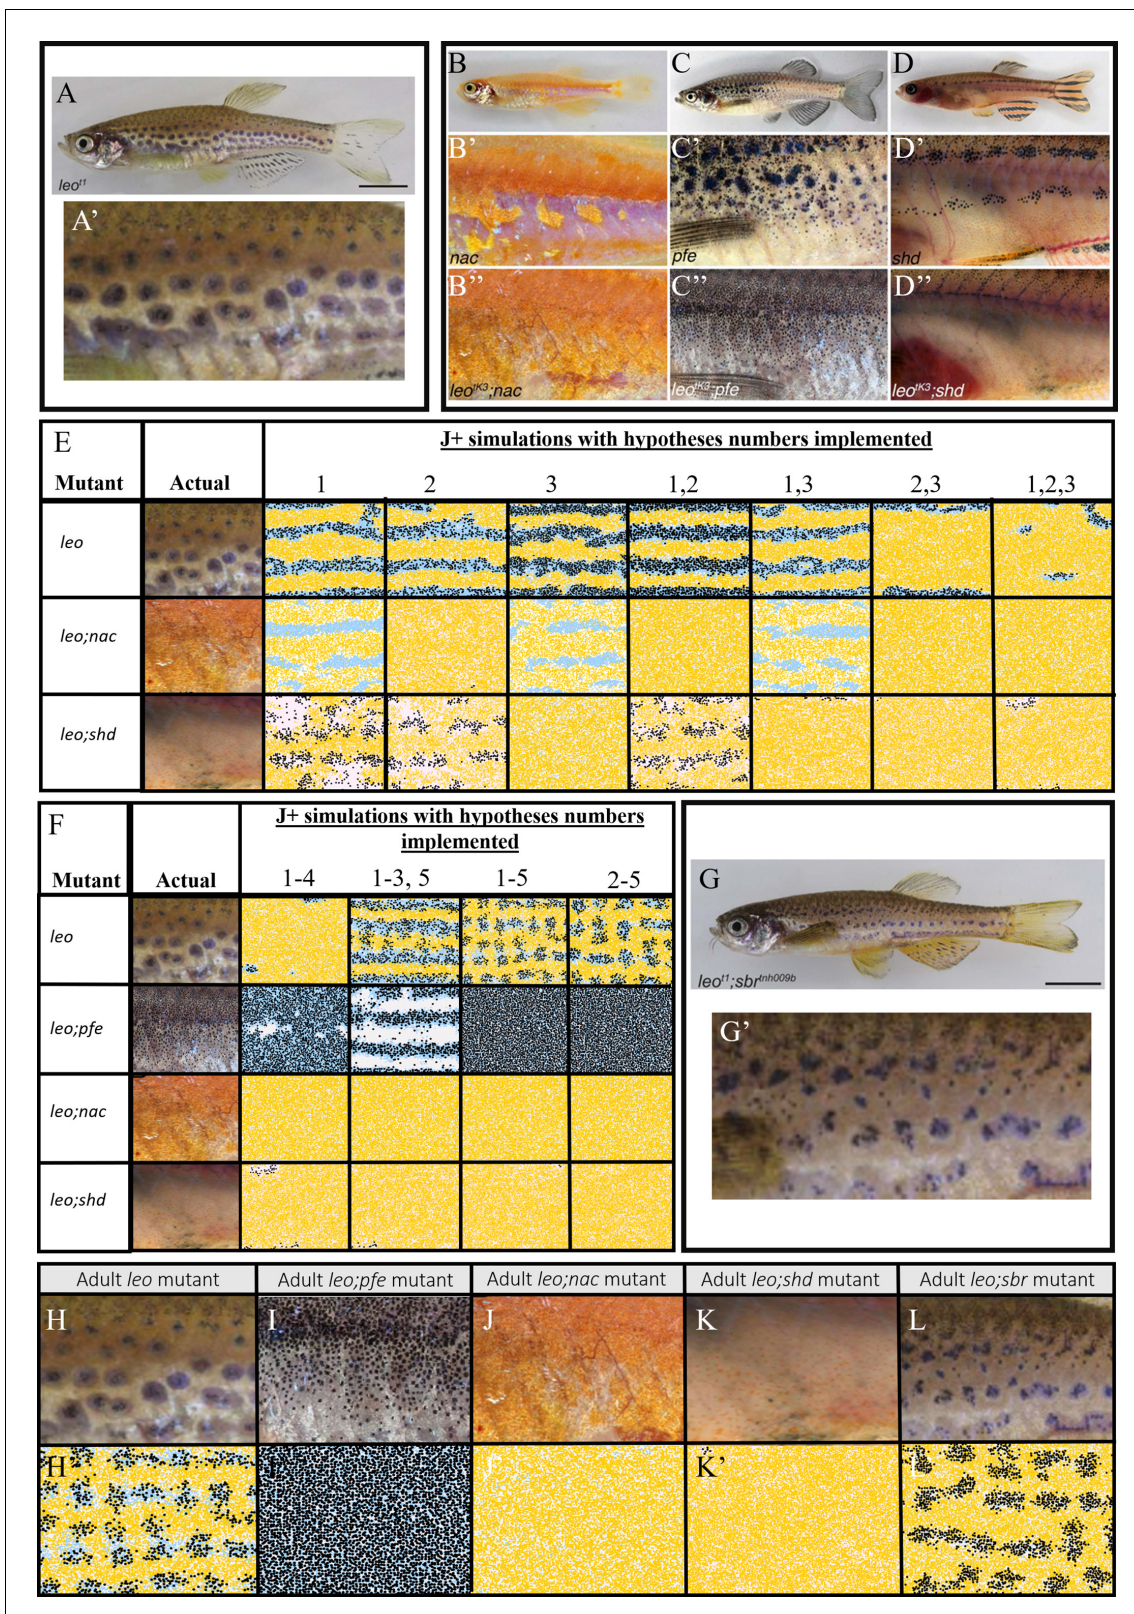 A
leo^t1
A'
B
C
D
B'
C'
D'
nac
pfe
shd
B''
C''
D''
leo^tK3;nac
leo^tK3;pfe
leo^tK3;shd
E
J+ simulations with hypotheses numbers implemented
Mutant Actual 1 2 3 1,2 1,3 2,3 1,2,3
leo
leo;nac
leo;shd
F
J+ simulations with hypotheses numbers
implemented
Mutant Actual 1-4 1-3, 5 1-5 2-5
leo
leo;pfe
leo;nac
leo;shd
G
leo^t1;sbr^tnh009b
G'
Adult leo mutant
Adult leo;pfe mutant
Adult leo;nac mutant
Adult leo;shd mutant
Adult leo;sbr mutant
H
I
J
K
L
H'
K'